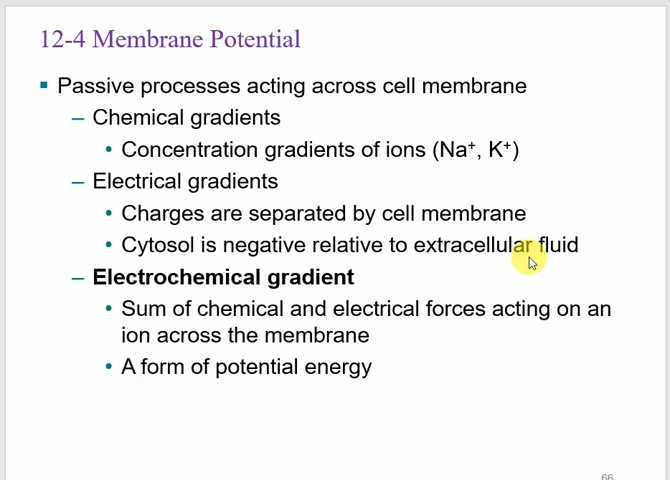 12-4 Membrane Potential
▪ Passive processes acting across cell membrane
– Chemical gradients
• Concentration gradients of ions (Na⁺, K⁺)
– Electrical gradients
• Charges are separated by cell membrane
• Cytosol is negative relative to extracellular fluid
– Electrochemical gradient
• Sum of chemical and electrical forces acting on an
ion across the membrane
• A form of potential energy
66